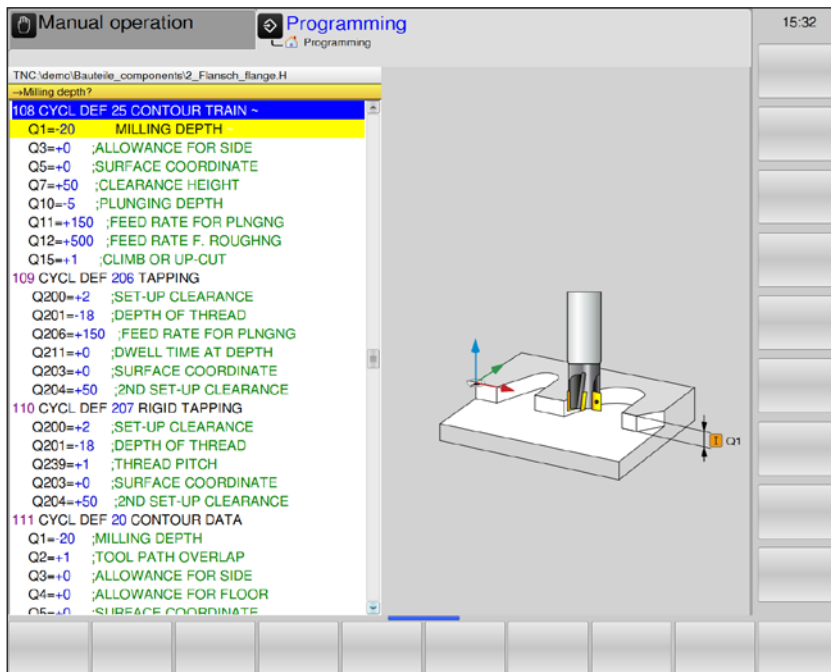 Manual operation
Programming
Programming
15:32
TNC:\demo\Bauteile_components\2_Flansch_flange.H
→Milling depth?
108 CYCL DEF 25 CONTOUR TRAIN ~
Q1=-20 MILLING DEPTH ~
Q3=+0 ;ALLOWANCE FOR SIDE
Q5=+0 ;SURFACE COORDINATE
Q7=+50 ;CLEARANCE HEIGHT
Q10=-5 ;PLUNGING DEPTH
Q11=+150 ;FEED RATE FOR PLNGNG
Q12=+500 ;FEED RATE F. ROUGHNG
Q15=+1 ;CLIMB OR UP-CUT
109 CYCL DEF 206 TAPPING
Q200=+2 ;SET-UP CLEARANCE
Q201=-18 ;DEPTH OF THREAD
Q206=+150 ;FEED RATE FOR PLNGNG
Q211=+0 ;DWELL TIME AT DEPTH
Q203=+0 ;SURFACE COORDINATE
Q204=+50 ;2ND SET-UP CLEARANCE
110 CYCL DEF 207 RIGID TAPPING
Q200=+2 ;SET-UP CLEARANCE
Q201=-18 ;DEPTH OF THREAD
Q239=+1 ;THREAD PITCH
Q203=+0 ;SURFACE COORDINATE
Q204=+50 ;2ND SET-UP CLEARANCE
111 CYCL DEF 20 CONTOUR DATA
Q1=-20 ;MILLING DEPTH
Q2=+1 ;TOOL PATH OVERLAP
Q3=+0 ;ALLOWANCE FOR SIDE
Q4=+0 ;ALLOWANCE FOR FLOOR
Q5=+0 ;SURFACE COORDINATE
I Q1